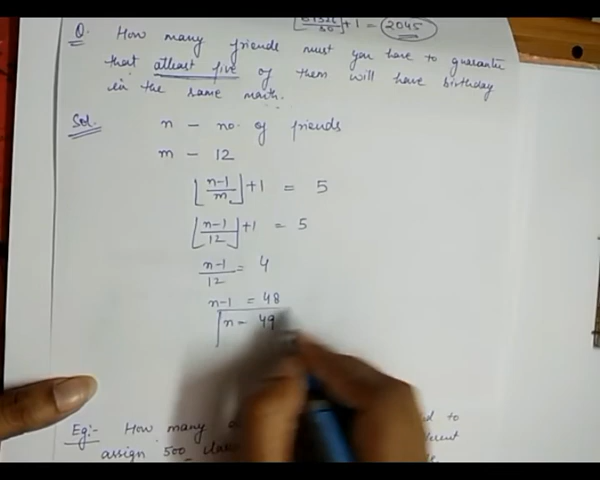 + 1 = 2045
Q. How many friends must you have to guarantee
that atleast five of them will have birthday
in the same month.
Sol. n - no. of friends
m - 12
⌊n-1/m⌋ + 1 = 5
⌊n-1/12⌋ + 1 = 5
n-1/12 = 4
n-1 = 48
n = 49
Eg:- How many to
assign 500